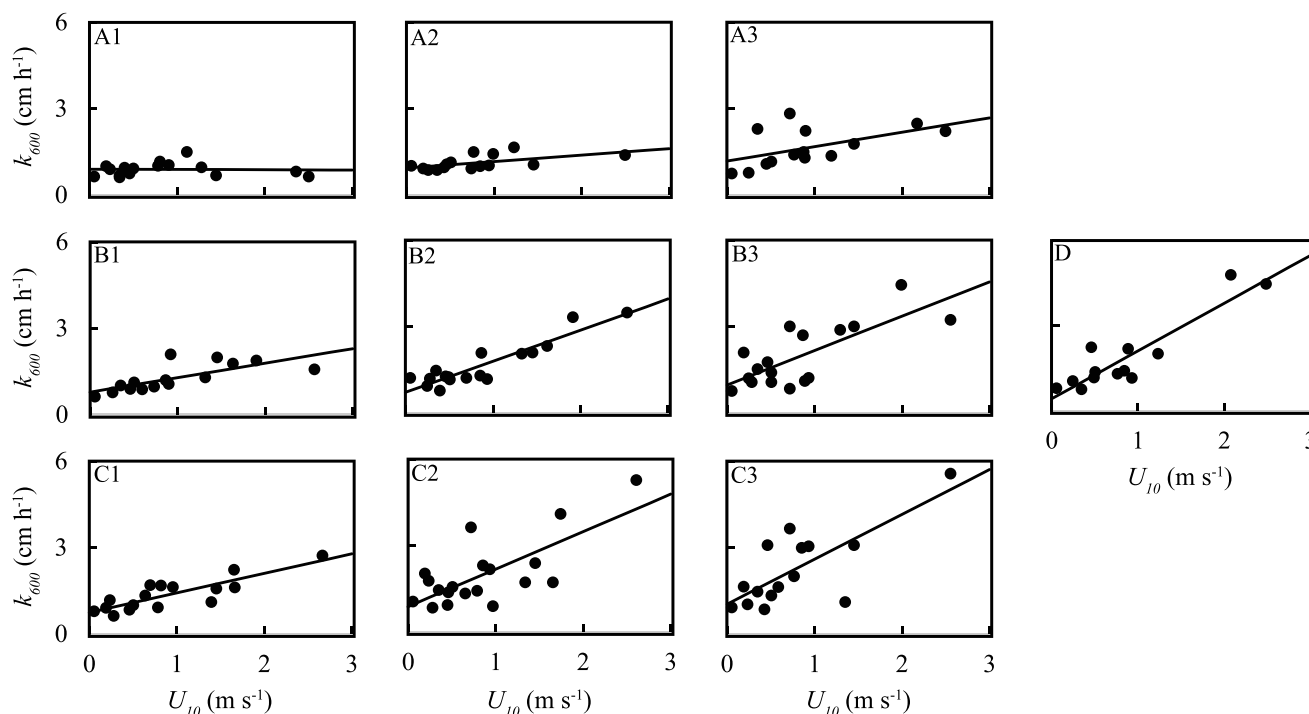 6
A1
A2
A3
k600 (cm h-1)
3
0
6
B1
B2
B3
D
k600 (cm h-1)
3
0
0 1 2 3
U10 (m s-1)
6
C1
C2
C3
k600 (cm h-1)
3
0
0 1 2 3
0 1 2 3
0 1 2 3
U10 (m s-1)
U10 (m s-1)
U10 (m s-1)